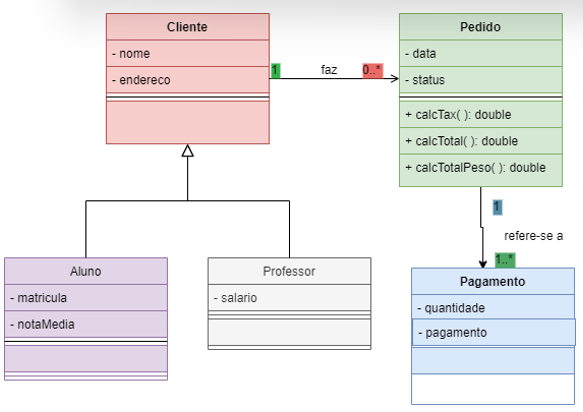 Cliente
- nome
- endereco
1 faz 0..*
Pedido
- data
- status
+ calcTax( ): double
+ calcTotal( ): double
+ calcTotalPeso( ): double
1
refere-se a
1..*
Aluno
- matricula
- notaMedia
Professor
- salario
Pagamento
- quantidade
- pagamento